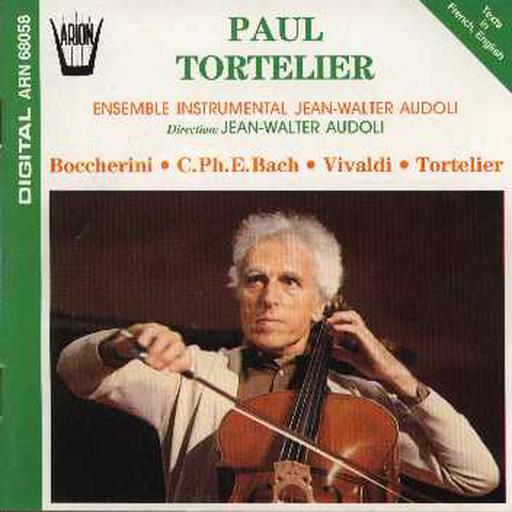 DIGITAL ARN 68058
ARION
PAUL
TORTELIER
Texts
in
French, English
ENSEMBLE INSTRUMENTAL JEAN-WALTER AUDOLI
Direction: JEAN-WALTER AUDOLI
Boccherini • C.Ph.E.Bach • Vivaldi • Tortelier